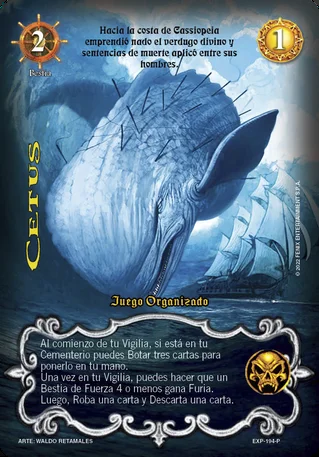 2
Bestia
Hacia la costa de Cassiopeia
emprendió nado el verdugo divino y
sentencias de muerte aplicó entre sus
hombres.
1
CETUS
© 2022 FENIX ENTERTAINMENT S.P.A.
Juego Organizado
Al comienzo de tu Vigilia, si está en tu
Cementerio puedes Botar tres cartas para
ponerlo en tu mano.
Una vez en tu Vigilia, puedes hacer que un
Bestia de Fuerza 4 o menos gana Furia.
Luego, Roba una carta y Descarta una carta.
ARTE: WALDO RETAMALES
EXP-194-P